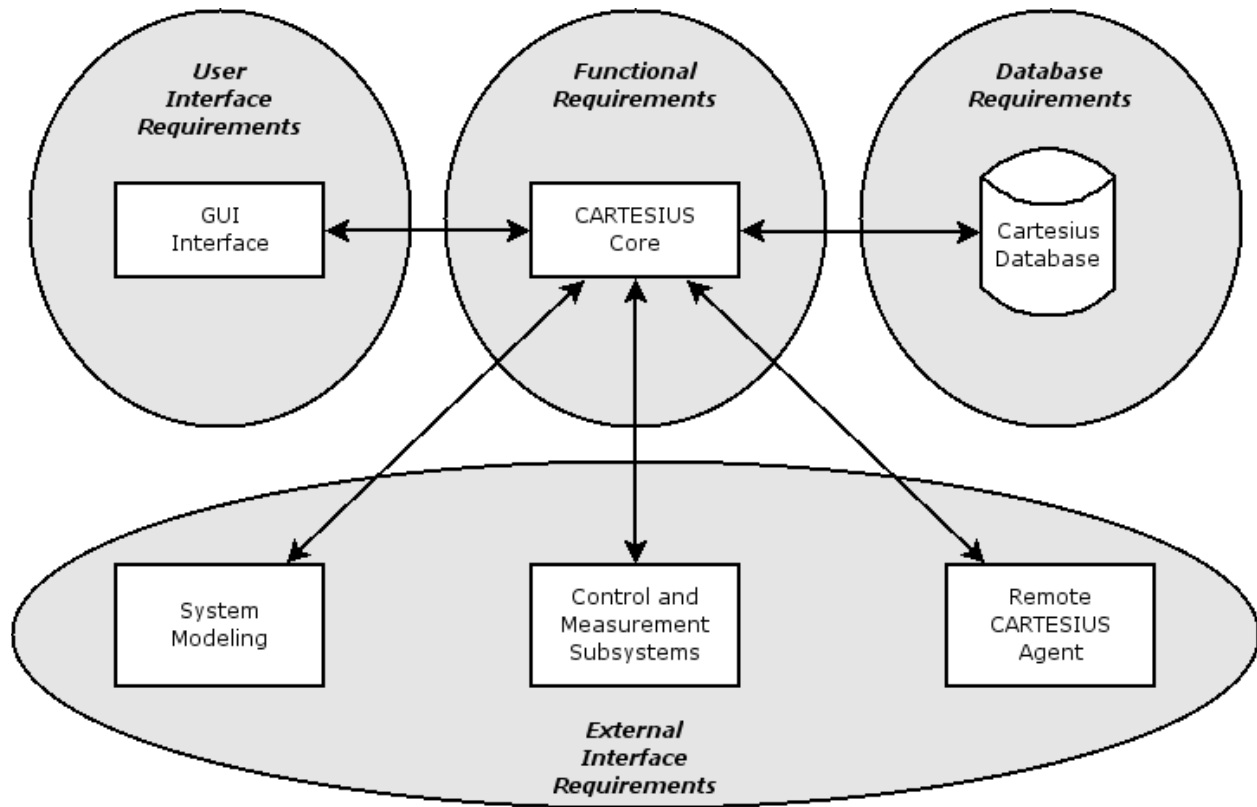 User
Interface
Requirements
GUI
Interface
Functional
Requirements
CARTESIUS
Core
Database
Requirements
Cartesius
Database
System
Modeling
Control and
Measurement
Subsystems
Remote
CARTESIUS
Agent
External
Interface
Requirements